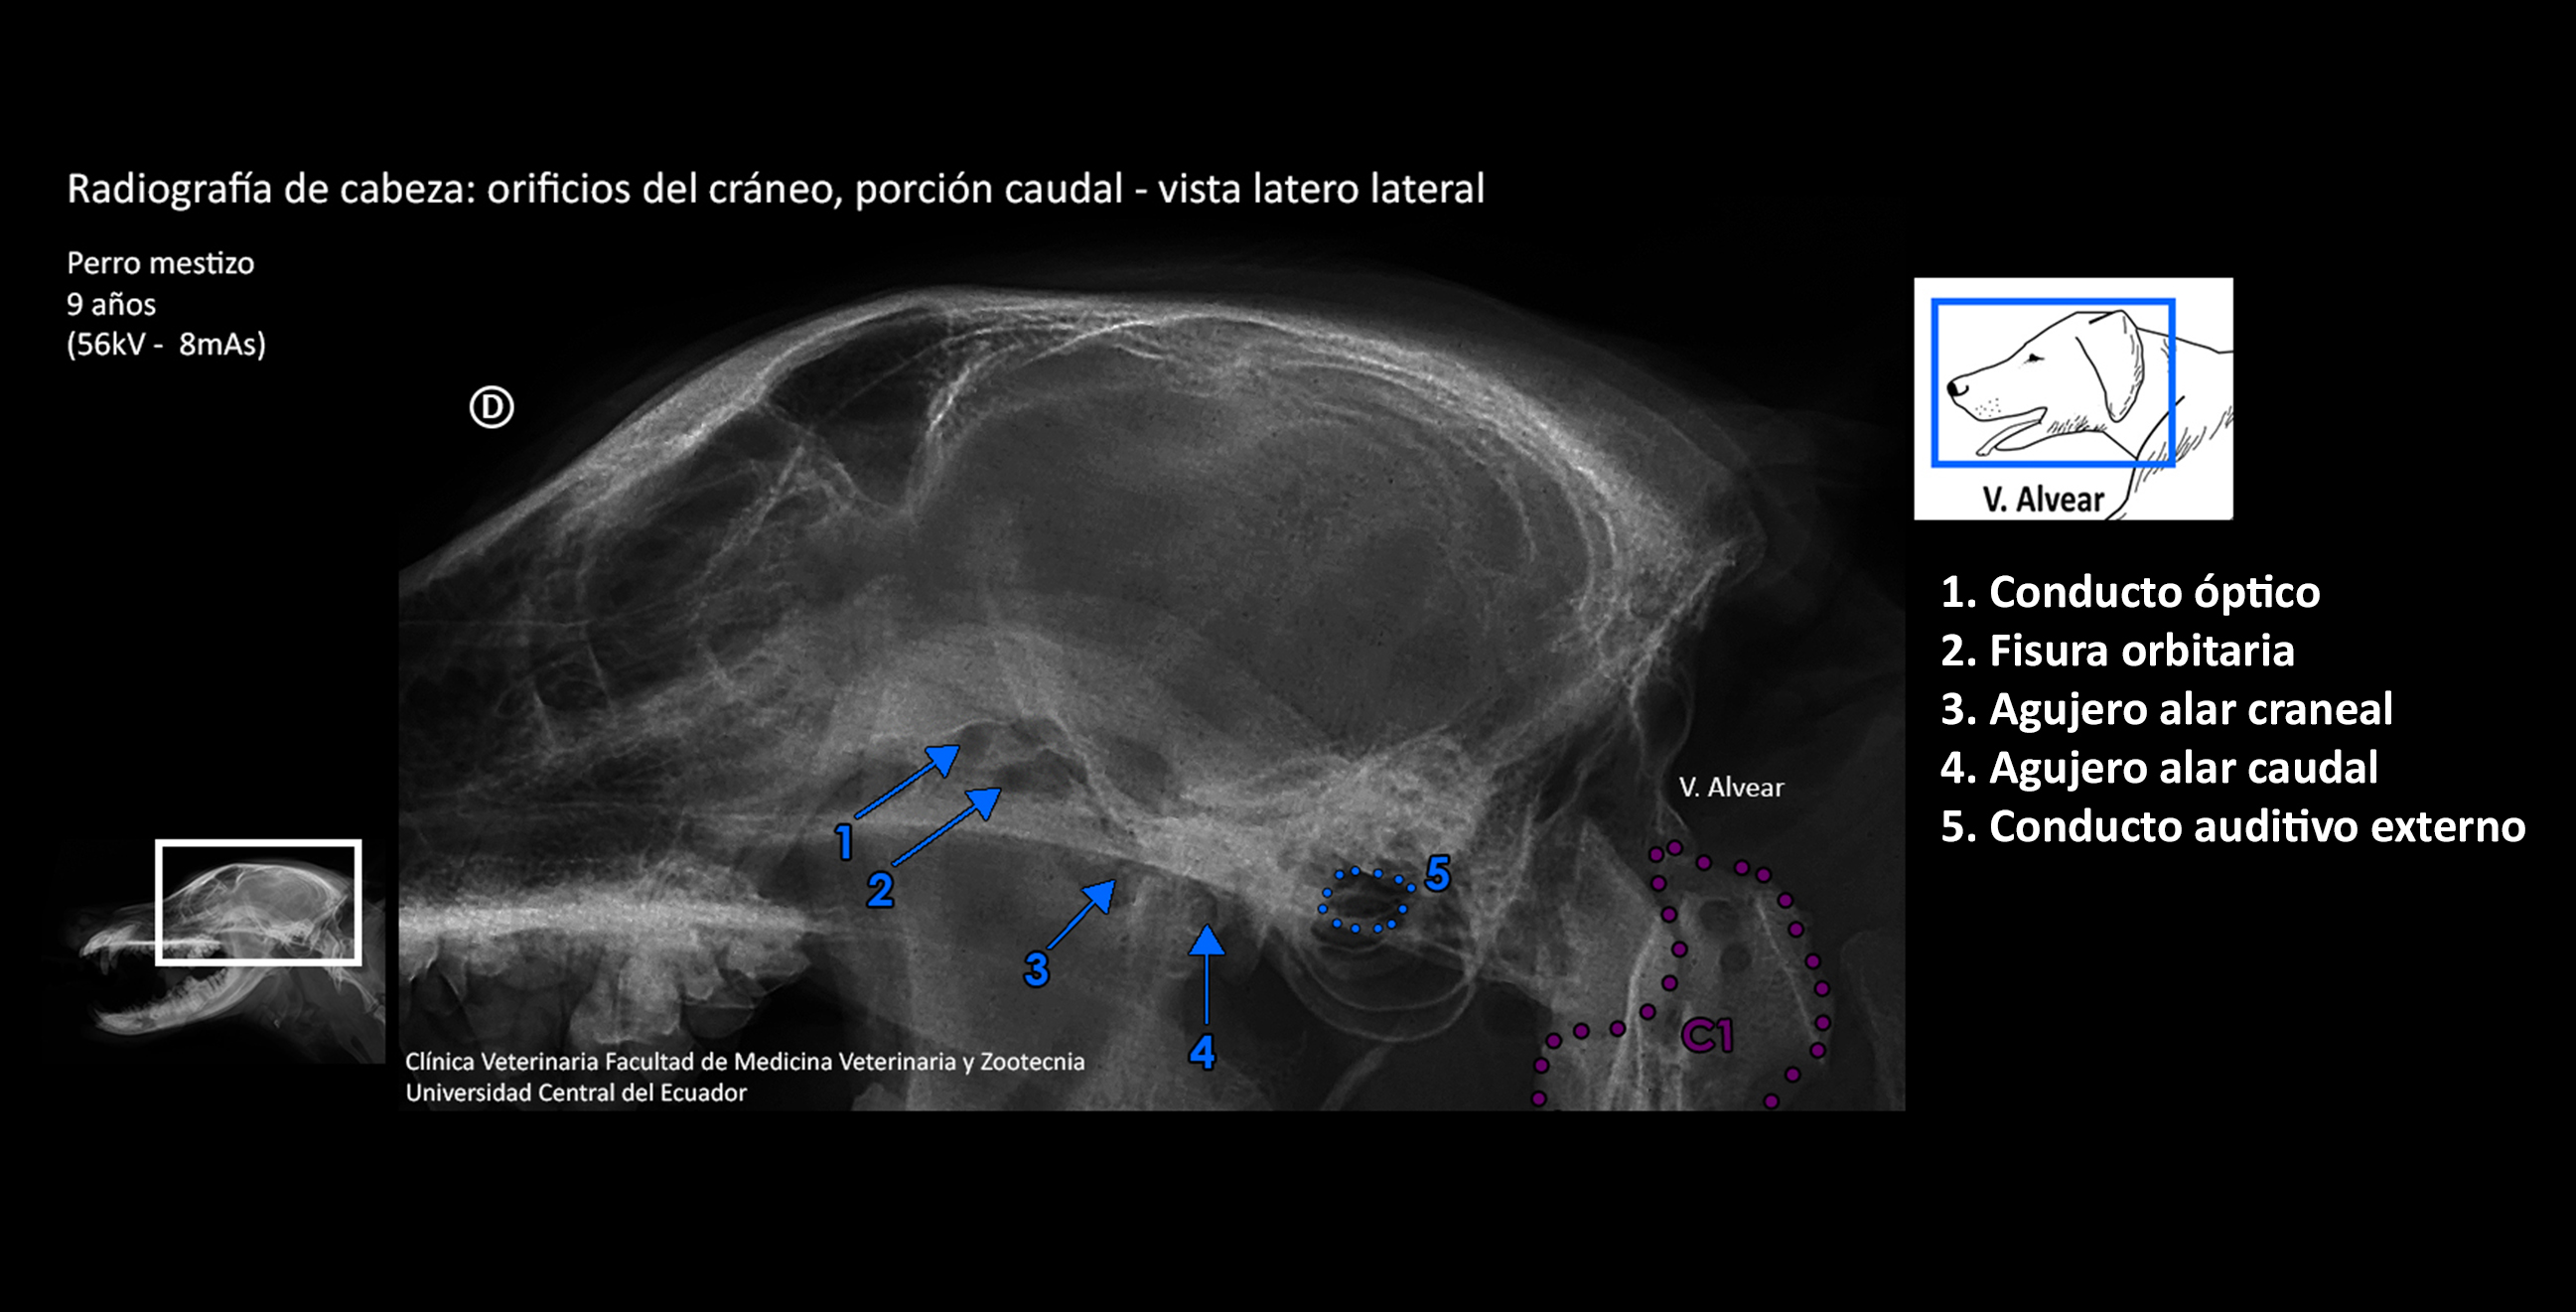 Radiografía de cabeza: orificios del cráneo, porción caudal - vista latero lateral
Perro mestizo
9 años
(56kV -  8mAs)
D
V. Alvear
1. Conducto óptico
2. Fisura orbitaria
3. Agujero alar craneal
4. Agujero alar caudal
5. Conducto auditivo externo
V. Alvear
1
2
3
4
5
C1
Clínica Veterinaria Facultad de Medicina Veterinaria y Zootecnia
Universidad Central del Ecuador